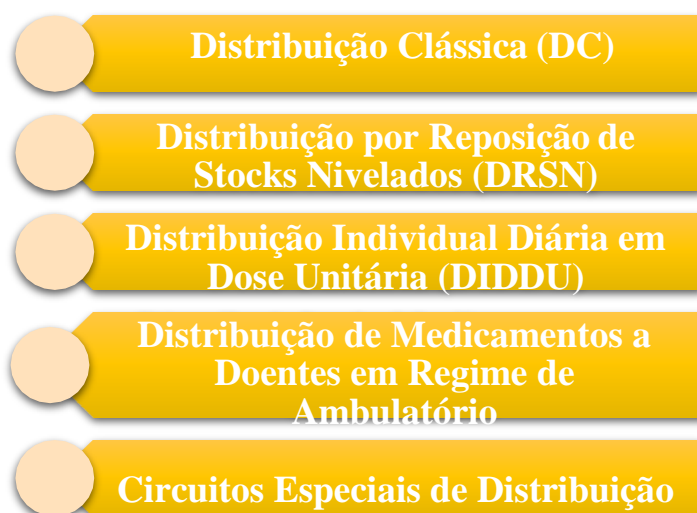 Distribuição Clássica (DC)
Distribuição por Reposição de
Stocks Nivelados (DRSN)
Distribuição Individual Diária em
Dose Unitária (DIDDU)
Distribuição de Medicamentos a
Doentes em Regime de
Ambulatório
Circuitos Especiais de Distribuição